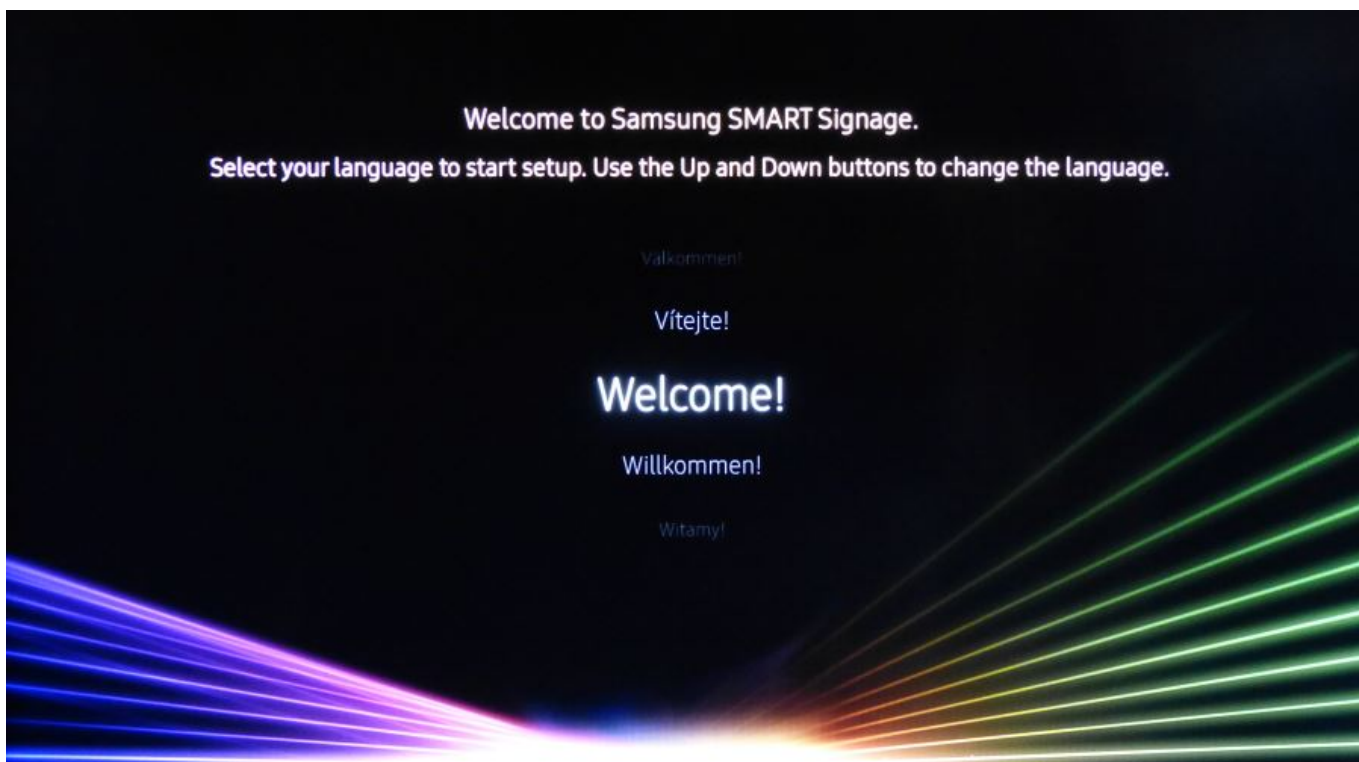 Welcome to Samsung SMART Signage.
Select your language to start setup. Use the Up and Down buttons to change the language.
Välkommen!
Vítejte!
Welcome!
Willkommen!
Witamy!